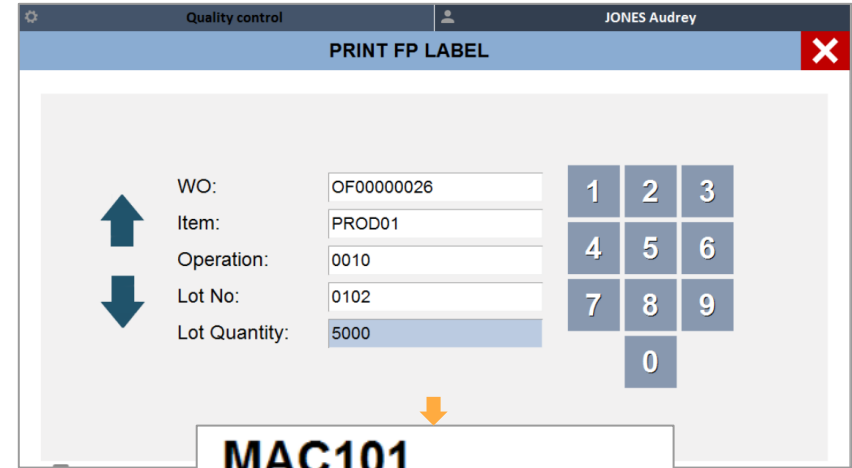 Quality control JONES Audrey
PRINT FP LABEL
WO: OF00000026 1 2 3
Item: PROD01
Operation: 0010 4 5 6
Lot No: 0102 7 8 9
Lot Quantity: 5000
0
MAC101